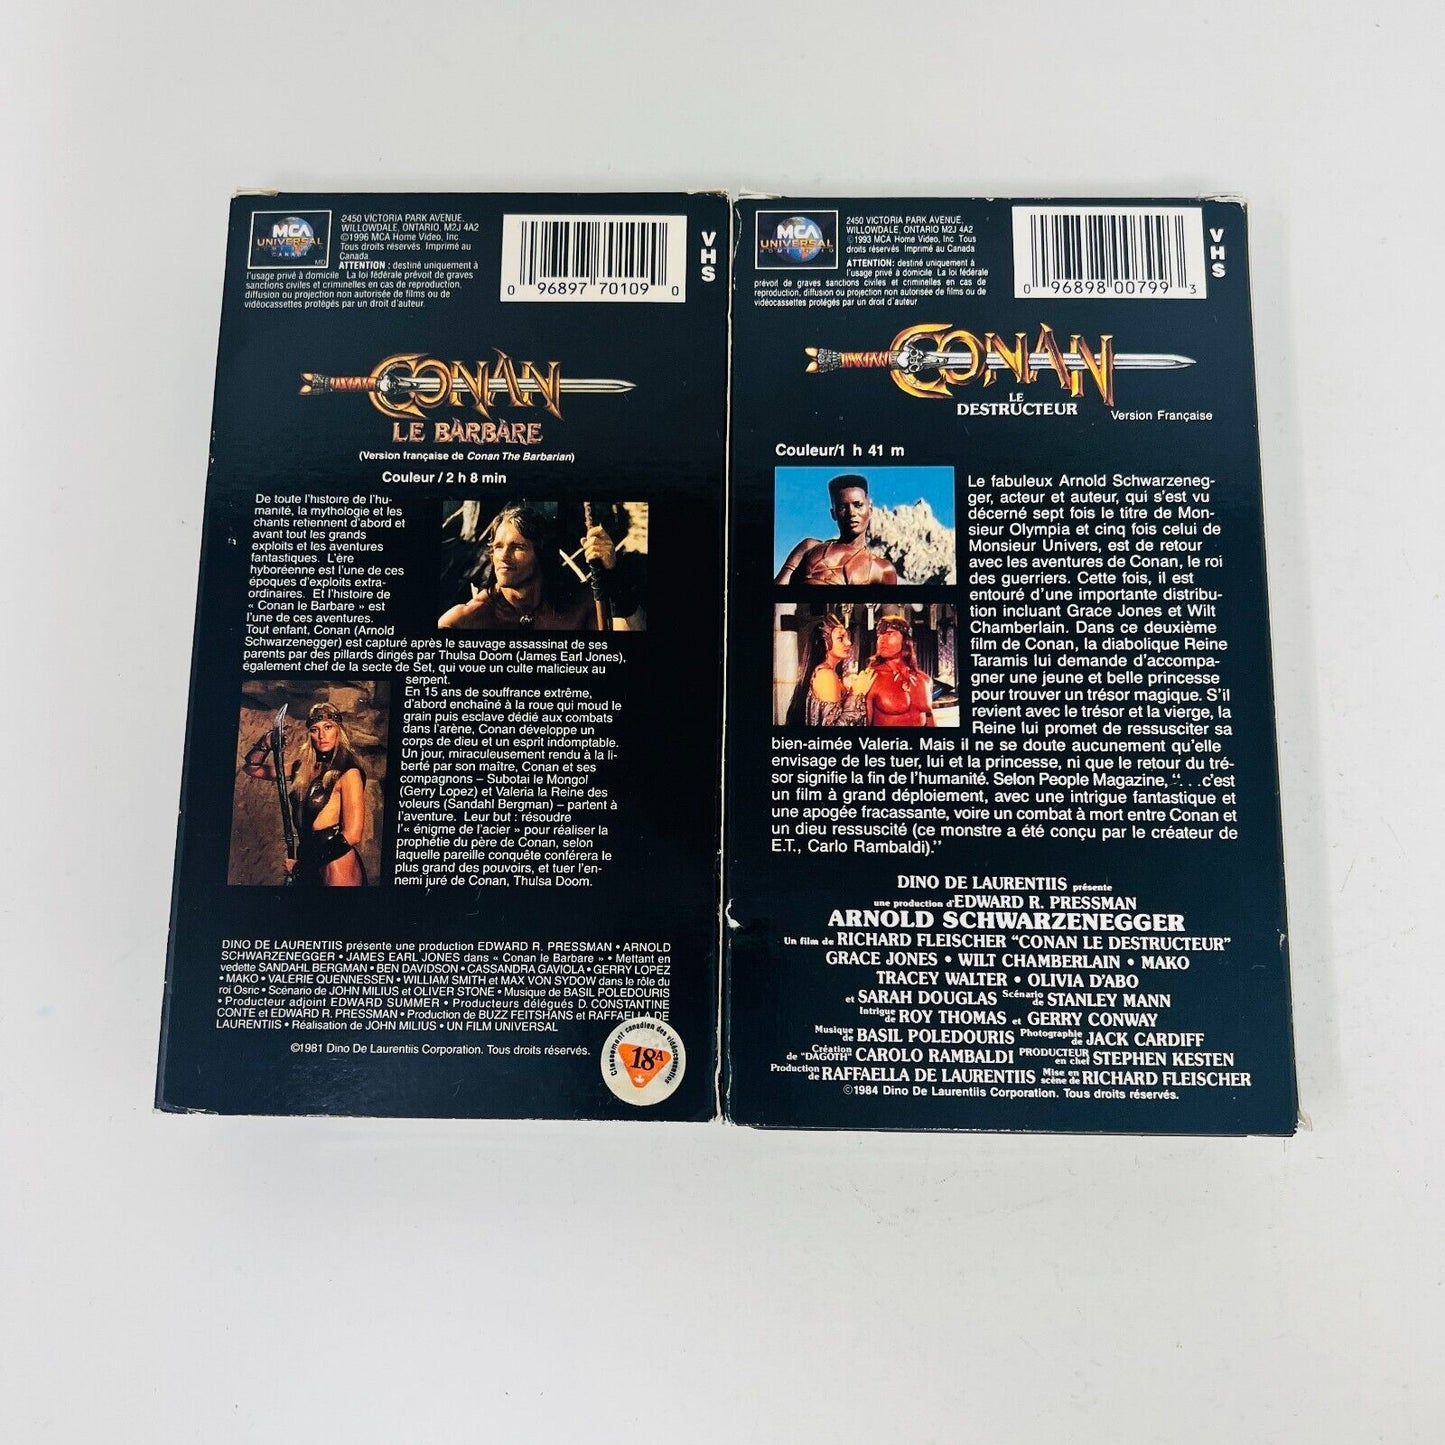 MCA
UNIVERSAL
HOME VIDEO
CANADA
MD
2450 VICTORIA PARK AVENUE,
WILLOWDALE, ONTARIO, M2J 4A2
©1996 MCA Home Video, Inc.
Tous droits réservés. Imprimé au
Canada.
ATTENTION : destiné uniquement à
l'usage privé à domicile. La loi fédérale prévoit de graves
sanctions civiles et criminelles en cas de reproduction,
diffusion ou projection non autorisée de films ou de
vidéocassettes protégés par un droit d'auteur.
0 96897 70109 0
VHS
CONAN
LE BARBARE
(Version française de Conan The Barbarian)
Couleur / 2 h 8 min
De toute l'histoire de l'hu-
manité, la mythologie et les
chants retiennent d'abord et
avant tout les grands
exploits et les aventures
fantastiques. L'ère
hyboréenne est l'une de ces
époques d'exploits extra-
ordinaires. Et l'histoire de
« Conan le Barbare » est
l'une de ces aventures.
Tout enfant, Conan (Arnold
Schwarzenegger) est capturé après le sauvage assassinat de ses
parents par des pillards dirigés par Thulsa Doom (James Earl Jones),
également chef de la secte de Set, qui voue un culte malicieux au
serpent.
En 15 ans de souffrance extrême,
d'abord enchaîné à la roue qui moud le
grain puis esclave dédié aux combats
dans l'arène, Conan développe un
corps de dieu et un esprit indomptable.
Un jour, miraculeusement rendu à la li-
berté par son maître, Conan et ses
compagnons – Subotai le Mongol
(Gerry Lopez) et Valeria la Reine des
voleurs (Sandahl Bergman) – partent à
l'aventure. Leur but : résoudre
l'« énigme de l'acier » pour réaliser la
prophétie du père de Conan, selon
laquelle pareille conquête conférera le
plus grand des pouvoirs, et tuer l'en-
nemi juré de Conan, Thulsa Doom.
DINO DE LAURENTIIS présente une production EDWARD R. PRESSMAN • ARNOLD
SCHWARZENEGGER • JAMES EARL JONES dans « Conan le Barbare » • Mettant en
vedette SANDAHL BERGMAN • BEN DAVIDSON • CASSANDRA GAVIOLA • GERRY LOPEZ
• MAKO • VALERIE QUENNESSEN • WILLIAM SMITH et MAX VON SYDOW dans le rôle du
roi Osric • Scénario de JOHN MILIUS et OLIVER STONE • Musique de BASIL POLEDOURIS
• Producteur adjoint EDWARD SUMMER • Producteurs délégués D. CONSTANTINE
CONTE et EDWARD R. PRESSMAN • Production de BUZZ FEITSHANS et RAFFAELLA DE
LAURENTIIS • Réalisation de JOHN MILIUS • UN FILM UNIVERSAL
©1981 Dino De Laurentiis Corporation. Tous droits réservés.
Classement canadien des vidéocassettes
18A
MCA
UNIVERSAL
HOME VIDEO
2450 VICTORIA PARK AVENUE,
WILLOWDALE, ONTARIO, M2J 4A2
©1993 MCA Home Video, Inc. Tous
droits réservés. Imprimé au Canada
ATTENTION : destiné uniquement à
l'usage privé à domicile. La loi fédérale
prévoit de graves sanctions civiles et criminelles en cas de
reproduction, diffusion ou projection non autorisée de films ou de
vidéocassettes protégés par un droit d'auteur.
0 96898 00799 3
VHS
CONAN
LE
DESTRUCTEUR
Version Française
Couleur/1 h 41 m
Le fabuleux Arnold Schwarzeneg-
ger, acteur et auteur, qui s'est vu
décerné sept fois le titre de Mon-
sieur Olympia et cinq fois celui de
Monsieur Univers, est de retour
avec les aventures de Conan, le roi
des guerriers. Cette fois, il est
entouré d'une importante distribu-
tion incluant Grace Jones et Wilt
Chamberlain. Dans ce deuxième
film de Conan, la diabolique Reine
Taramis lui demande d'accompa-
gner une jeune et belle princesse
pour trouver un trésor magique. S'il
revient avec le trésor et la vierge, la
Reine lui promet de ressusciter sa
bien-aimée Valeria. Mais il ne se doute aucunement qu'elle
envisage de les tuer, lui et la princesse, ni que le retour du tré-
sor signifie la fin de l'humanité. Selon People Magazine, "...c'est
un film à grand déploiement, avec une intrigue fantastique et
une apogée fracassante, voire un combat à mort entre Conan et
un dieu ressuscité (ce monstre a été conçu par le créateur de
E.T., Carlo Rambaldi)."
DINO DE LAURENTIIS présente
une production d'EDWARD R. PRESSMAN
ARNOLD SCHWARZENEGGER
Un film de RICHARD FLEISCHER "CONAN LE DESTRUCTEUR"
GRACE JONES • WILT CHAMBERLAIN • MAKO
TRACEY WALTER • OLIVIA D'ABO
et SARAH DOUGLAS Scénario de STANLEY MANN
Intrigue de ROY THOMAS et GERRY CONWAY
Musique de BASIL POLEDOURIS Photographie de JACK CARDIFF
Création de "DAGOTH" CAROLO RAMBALDI PRODUCTEUR en chef STEPHEN KESTEN
Production de RAFFAELLA DE LAURENTIIS Mise en scène de RICHARD FLEISCHER
©1984 Dino De Laurentiis Corporation. Tous droits réservés.